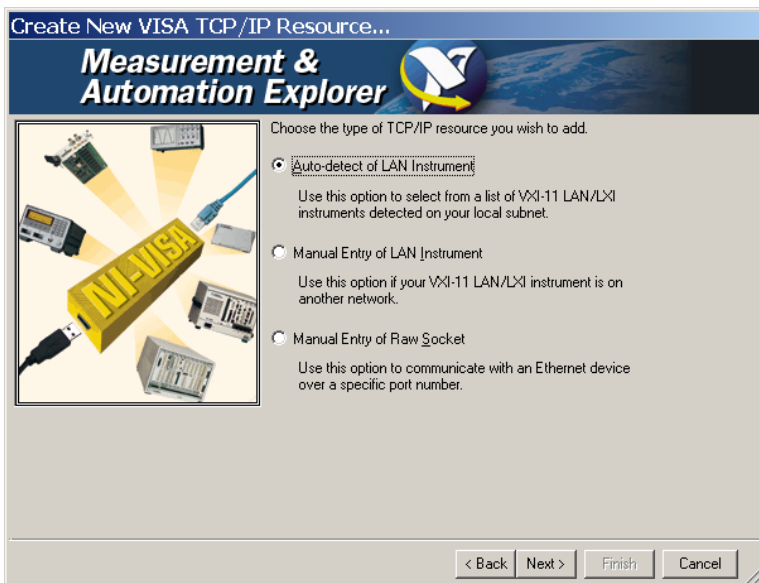 Create New VISA TCP/IP Resource...
Measurement &
Automation Explorer
NI-VISA
Choose the type of TCP/IP resource you wish to add.
Auto-detect of LAN Instrument
Use this option to select from a list of VXI-11 LAN/LXI
instruments detected on your local subnet.
Manual Entry of LAN Instrument
Use this option if your VXI-11 LAN/LXI instrument is on
another network.
Manual Entry of Raw Socket
Use this option to communicate with an Ethernet device
over a specific port number.
< Back
Next >
Finish
Cancel